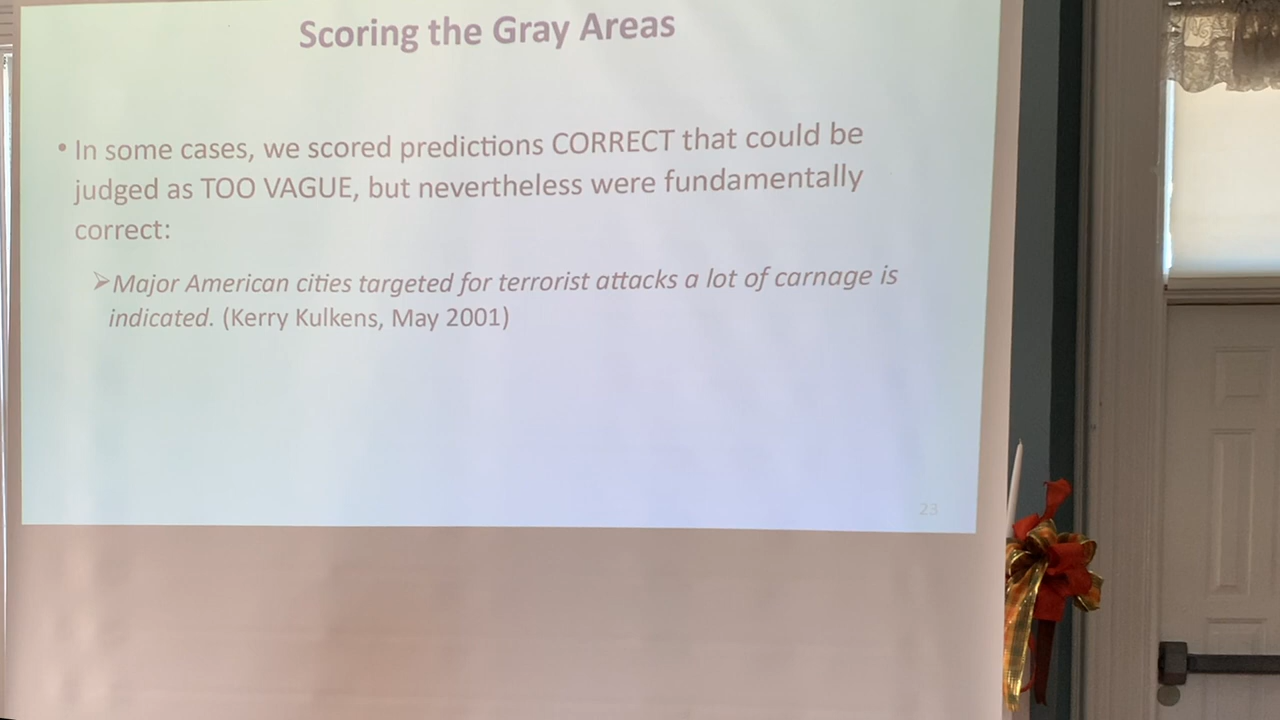 Scoring the Gray Areas
• In some cases, we scored predictions CORRECT that could be
judged as TOO VAGUE, but nevertheless were fundamentally
correct:
➢Major American cities targeted for terrorist attacks a lot of carnage is
indicated. (Kerry Kulkens, May 2001)
23